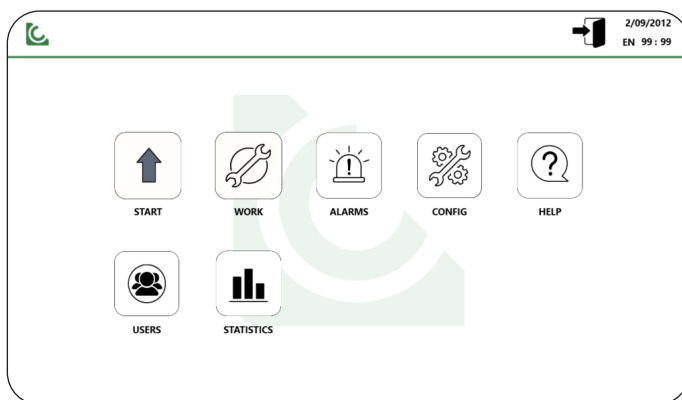 2/09/2012
EN 99 : 99
START
WORK
ALARMS
CONFIG
HELP
USERS
STATISTICS